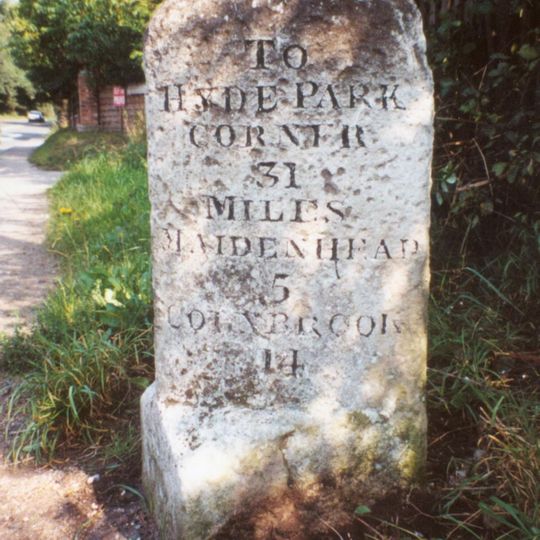 TO
HYDE PARK
CORNER
31
MILES
MAIDENHEAD
5
COLNBROOK
14